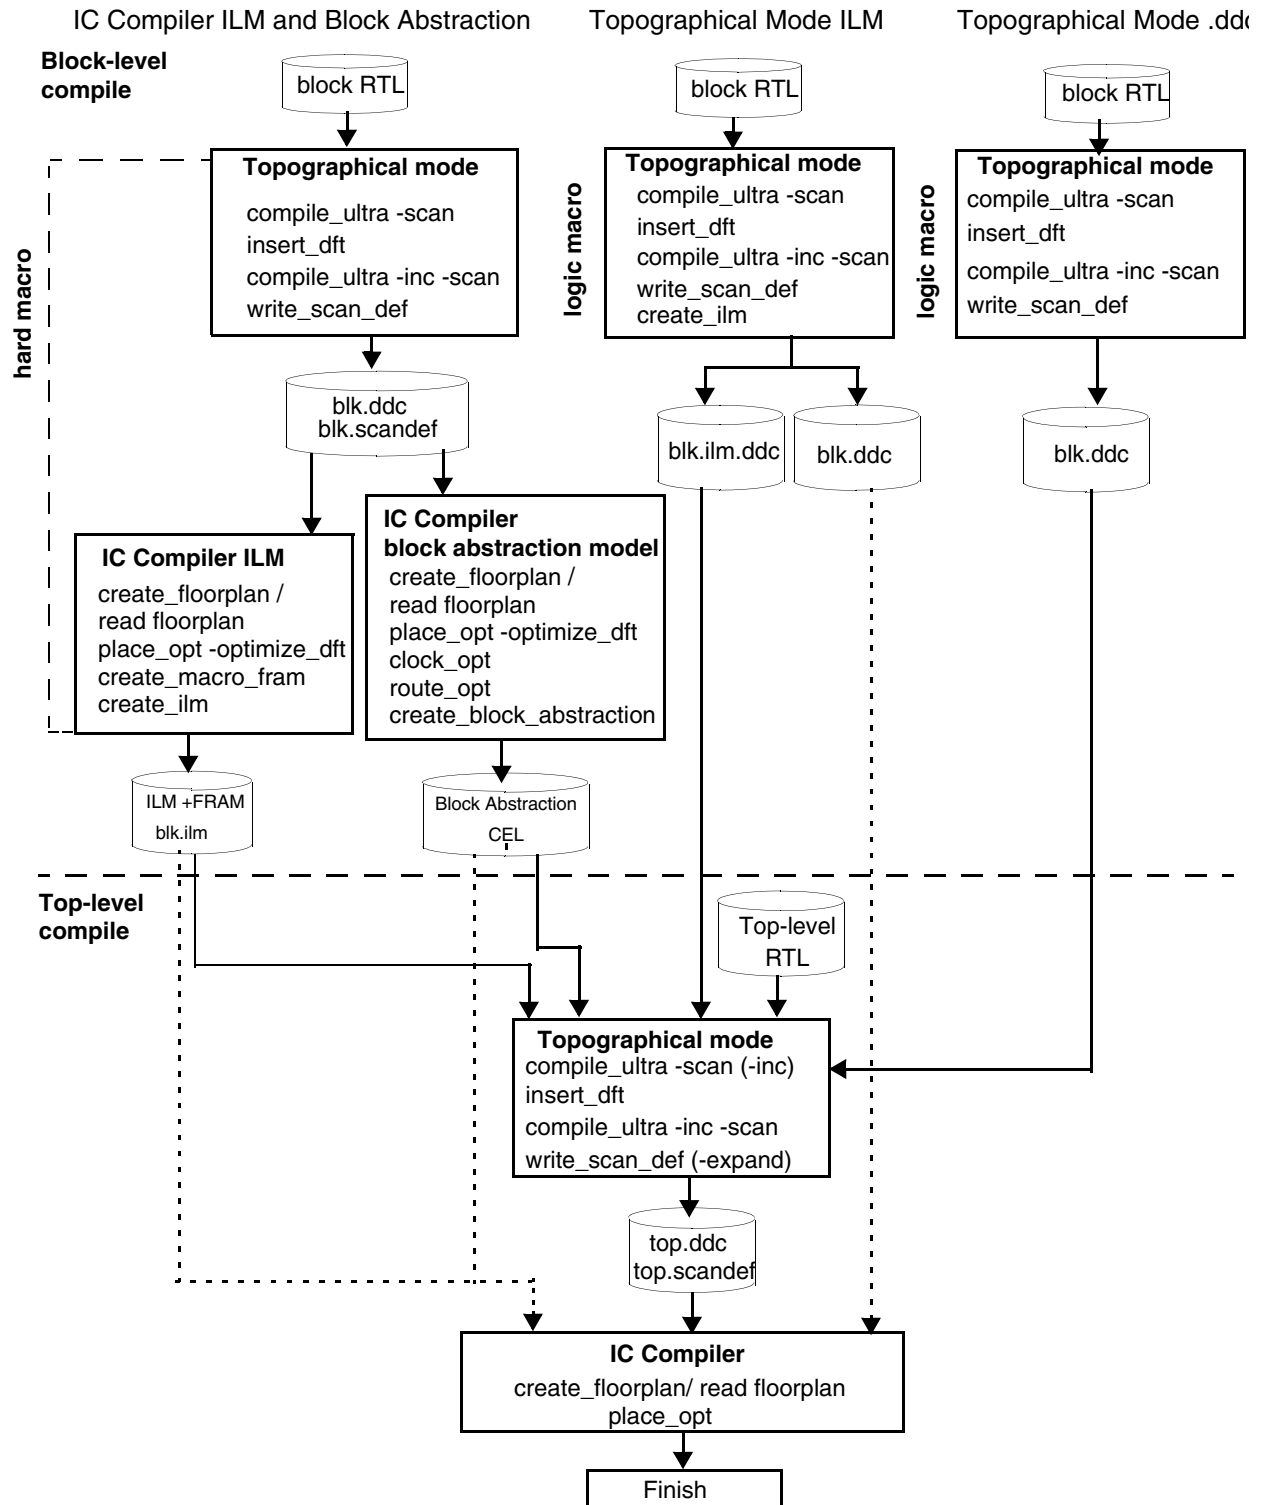 IC Compiler ILM and Block Abstraction
Topographical Mode ILM
Topographical Mode .ddc
Block-level
compile
block RTL
block RTL
block RTL
hard macro
Topographical mode
compile_ultra -scan
insert_dft
compile_ultra -inc -scan
write_scan_def
logic macro
Topographical mode
compile_ultra -scan
insert_dft
compile_ultra -inc -scan
write_scan_def
create_ilm
logic macro
Topographical mode
compile_ultra -scan
insert_dft
compile_ultra -inc -scan
write_scan_def
blk.ddc
blk.scandef
blk.ilm.ddc
blk.ddc
blk.ddc
IC Compiler ILM
create_floorplan /
read floorplan
place_opt -optimize_dft
create_macro_fram
create_ilm
IC Compiler
block abstraction model
create_floorplan /
read floorplan
place_opt -optimize_dft
clock_opt
route_opt
create_block_abstraction
ILM +FRAM
blk.ilm
Block Abstraction
CEL
Top-level
compile
Top-level
RTL
Topographical mode
compile_ultra -scan (-inc)
insert_dft
compile_ultra -inc -scan
write_scan_def (-expand)
top.ddc
top.scandef
IC Compiler
create_floorplan/ read floorplan
place_opt
Finish